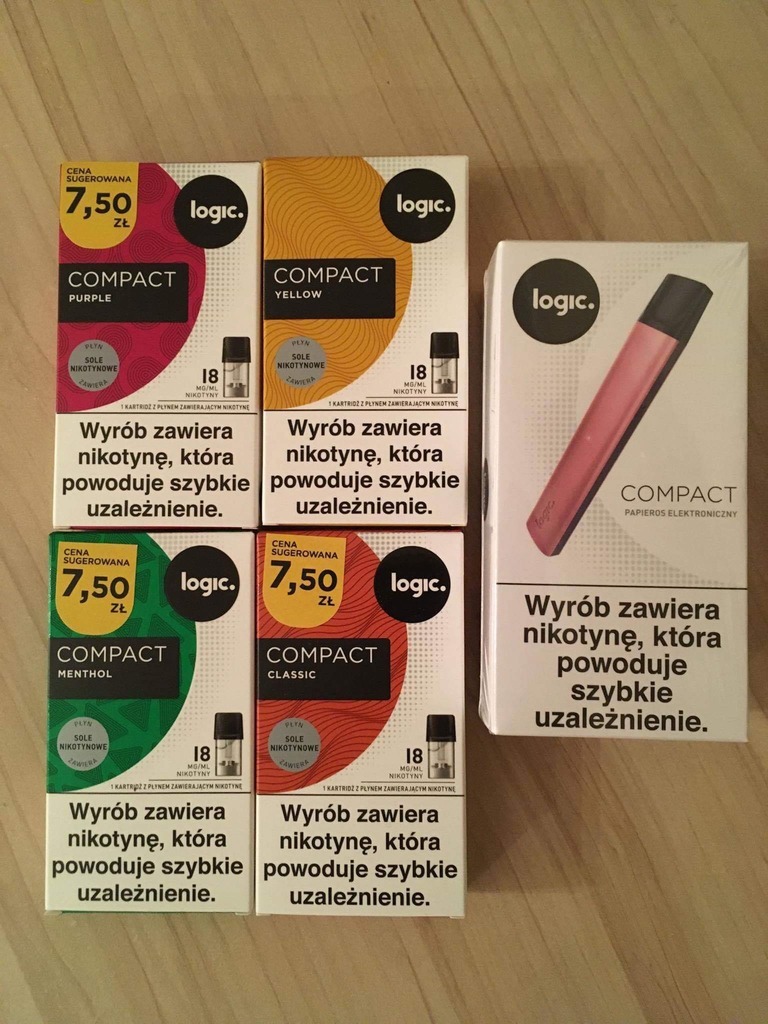 CENA
SUGEROWANA
7,50
ZŁ
logic.
COMPACT
PURPLE
PŁYN
SOLE
NIKOTYNOWE
ZAWIERA
18
MG/ML
NIKOTYNY
1 KARTRIDŻ Z PŁYNEM ZAWIERAJĄCYM NIKOTYNĘ
Wyrób zawiera
nikotynę, która
powoduje szybkie
uzależnienie.
logic.
COMPACT
YELLOW
PŁYN
SOLE
NIKOTYNOWE
ZAWIERA
18
MG/ML
NIKOTYNY
1 KARTRIDŻ Z PŁYNEM ZAWIERAJĄCYM NIKOTYNĘ
Wyrób zawiera
nikotynę, która
powoduje szybkie
uzależnienie.
logic.
logic.
COMPACT
PAPIEROS ELEKTRONICZNY
Wyrób zawiera
nikotynę, która
powoduje
szybkie
uzależnienie.
CENA
SUGEROWANA
7,50
ZŁ
logic.
COMPACT
MENTHOL
PŁYN
SOLE
NIKOTYNOWE
ZAWIERA
18
MG/ML
NIKOTYNY
1 KARTRIDŻ Z PŁYNEM ZAWIERAJĄCYM NIKOTYNĘ
Wyrób zawiera
nikotynę, która
powoduje szybkie
uzależnienie.
CENA
SUGEROWANA
7,50
ZŁ
logic.
COMPACT
CLASSIC
PŁYN
SOLE
NIKOTYNOWE
ZAWIERA
18
MG/ML
NIKOTYNY
1 KARTRIDŻ Z PŁYNEM ZAWIERAJĄCYM NIKOTYNĘ
Wyrób zawiera
nikotynę, która
powoduje szybkie
uzależnienie.